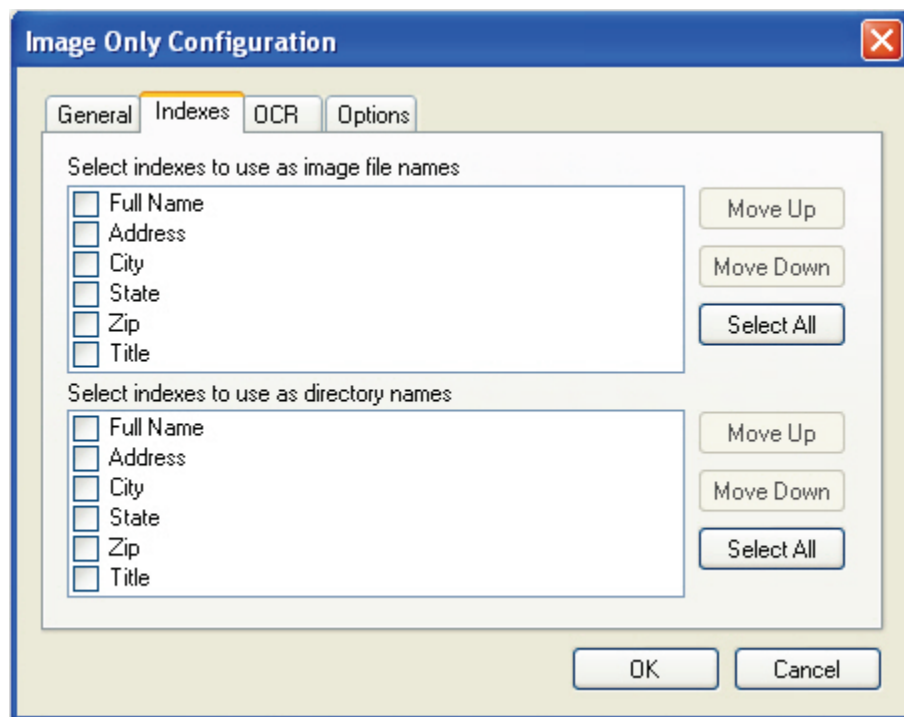 Image Only Configuration
General Indexes OCR Options
Select indexes to use as image file names
Full Name
Address
City
State
Zip
Title
Move Up
Move Down
Select All
Select indexes to use as directory names
Full Name
Address
City
State
Zip
Title
Move Up
Move Down
Select All
OK Cancel